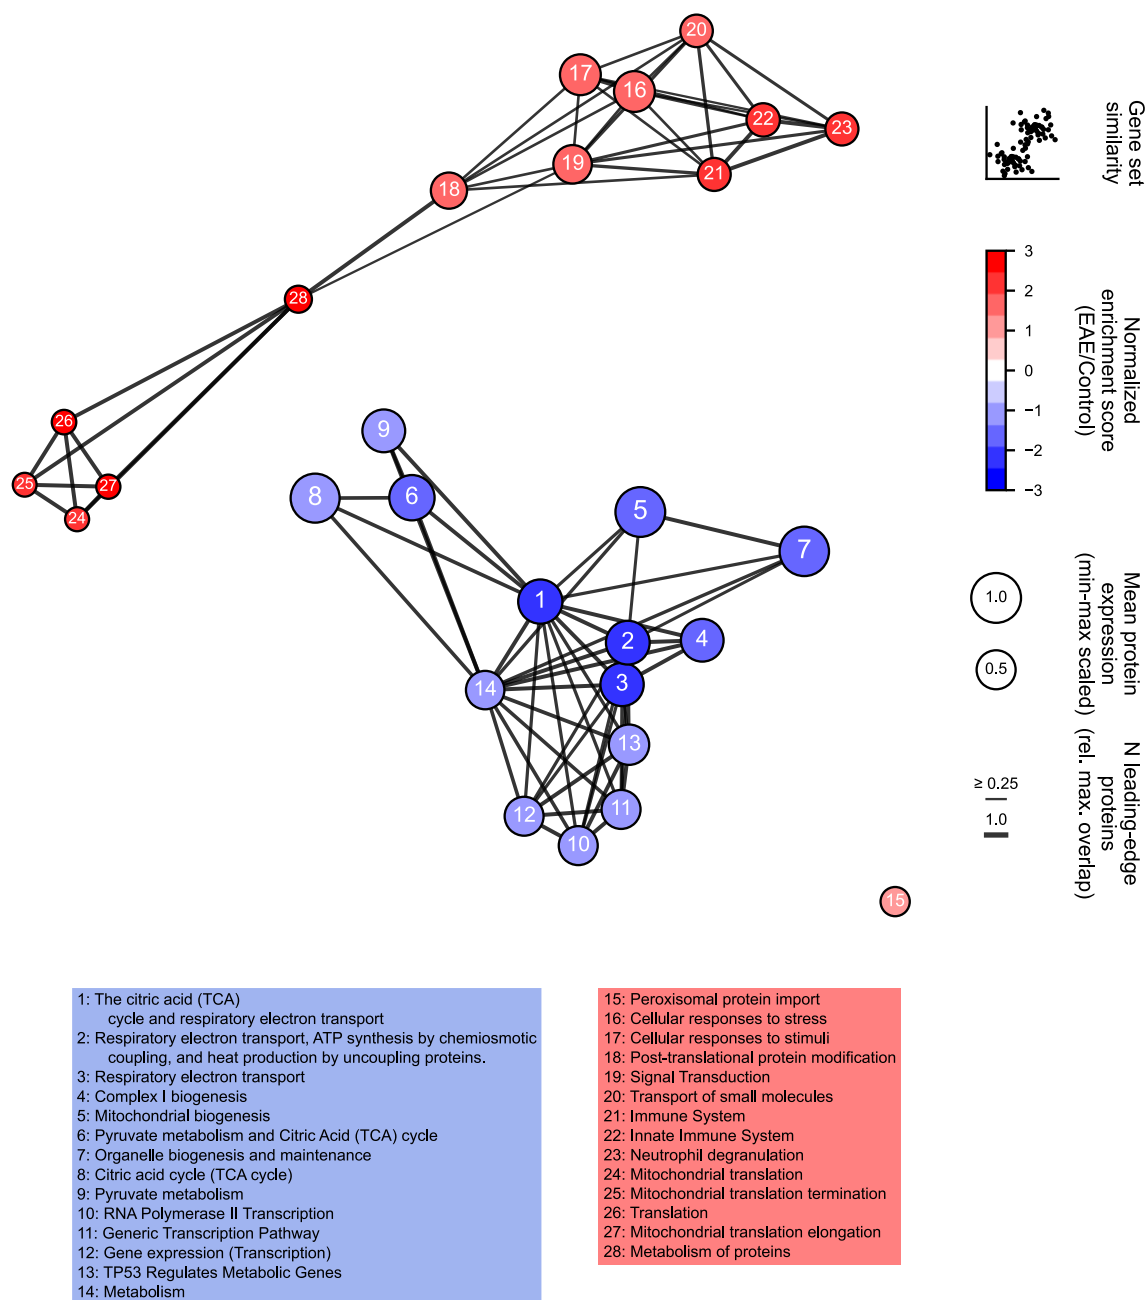 20
17
16
22
23
19
21
18
28
26
25
27
24
9
8
6
5
7
1
2
4
3
14
13
11
12
10
15
Gene set
similarity
3
2
1
0
−1
−2
−3
Normalized
enrichment score
(EAE/Control)
1.0
0.5
Mean protein
expression
(min-max scaled)
≥ 0.25
1.0
N leading-edge
proteins
(rel. max. overlap)
1: The citric acid (TCA)
cycle and respiratory electron transport
2: Respiratory electron transport, ATP synthesis by chemiosmotic
coupling, and heat production by uncoupling proteins.
3: Respiratory electron transport
4: Complex I biogenesis
5: Mitochondrial biogenesis
6: Pyruvate metabolism and Citric Acid (TCA) cycle
7: Organelle biogenesis and maintenance
8: Citric acid cycle (TCA cycle)
9: Pyruvate metabolism
10: RNA Polymerase II Transcription
11: Generic Transcription Pathway
12: Gene expression (Transcription)
13: TP53 Regulates Metabolic Genes
14: Metabolism
15: Peroxisomal protein import
16: Cellular responses to stress
17: Cellular responses to stimuli
18: Post-translational protein modification
19: Signal Transduction
20: Transport of small molecules
21: Immune System
22: Innate Immune System
23: Neutrophil degranulation
24: Mitochondrial translation
25: Mitochondrial translation termination
26: Translation
27: Mitochondrial translation elongation
28: Metabolism of proteins